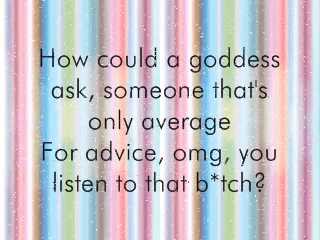 How could a goddess
ask, someone that's
only average
For advice, omg, you
listen to that b*tch?